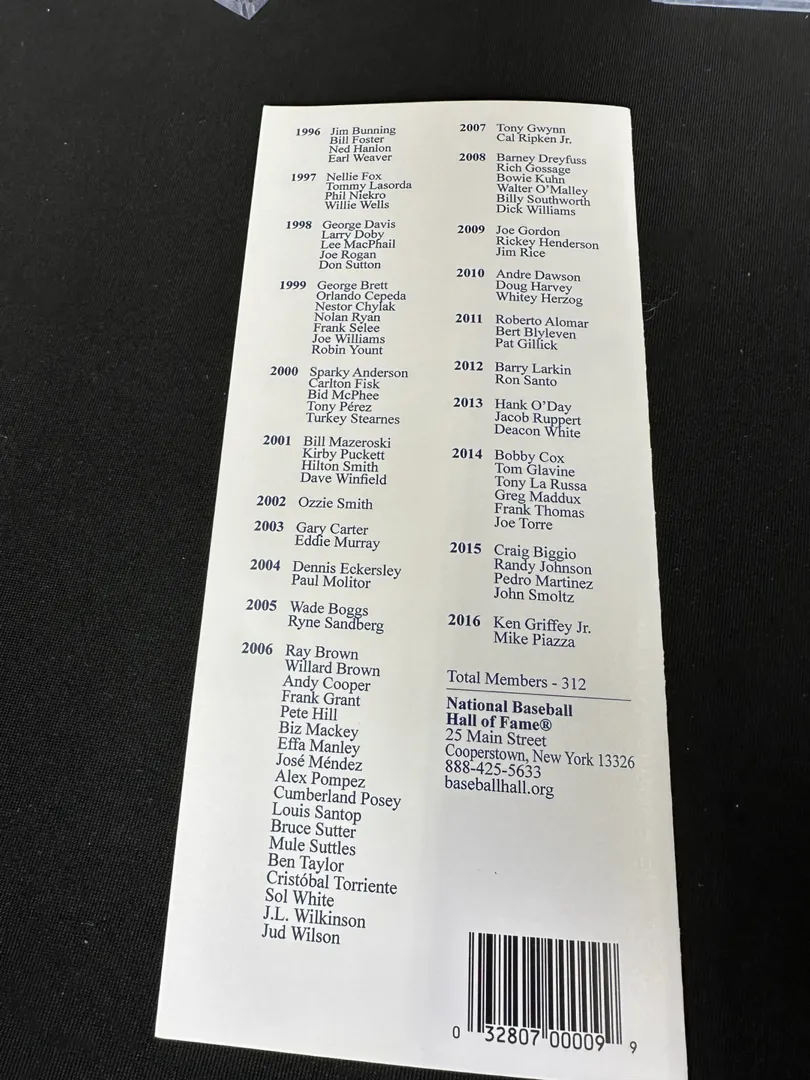 1996 Jim Bunning
Bill Foster
Ned Hanlon
Earl Weaver
1997 Nellie Fox
Tommy Lasorda
Phil Niekro
Willie Wells
1998 George Davis
Larry Doby
Lee MacPhail
Joe Rogan
Don Sutton
1999 George Brett
Orlando Cepeda
Nestor Chylak
Nolan Ryan
Frank Selee
Joe Williams
Robin Yount
2000 Sparky Anderson
Carlton Fisk
Bid McPhee
Tony Pérez
Turkey Stearnes
2001 Bill Mazeroski
Kirby Puckett
Hilton Smith
Dave Winfield
2002 Ozzie Smith
2003 Gary Carter
Eddie Murray
2004 Dennis Eckersley
Paul Molitor
2005 Wade Boggs
Ryne Sandberg
2006 Ray Brown
Willard Brown
Andy Cooper
Frank Grant
Pete Hill
Biz Mackey
Effa Manley
José Méndez
Alex Pompez
Cumberland Posey
Louis Santop
Bruce Sutter
Mule Suttles
Ben Taylor
Cristóbal Torriente
Sol White
J.L. Wilkinson
Jud Wilson
2007 Tony Gwynn
Cal Ripken Jr.
2008 Barney Dreyfuss
Rich Gossage
Bowie Kuhn
Walter O'Malley
Billy Southworth
Dick Williams
2009 Joe Gordon
Rickey Henderson
Jim Rice
2010 Andre Dawson
Doug Harvey
Whitey Herzog
2011 Roberto Alomar
Bert Blyleven
Pat Gillick
2012 Barry Larkin
Ron Santo
2013 Hank O'Day
Jacob Ruppert
Deacon White
2014 Bobby Cox
Tom Glavine
Tony La Russa
Greg Maddux
Frank Thomas
Joe Torre
2015 Craig Biggio
Randy Johnson
Pedro Martinez
John Smoltz
2016 Ken Griffey Jr.
Mike Piazza
Total Members - 312
National Baseball
Hall of Fame®
25 Main Street
Cooperstown, New York 13326
888-425-5633
baseballhall.org
0 32807 00009 9